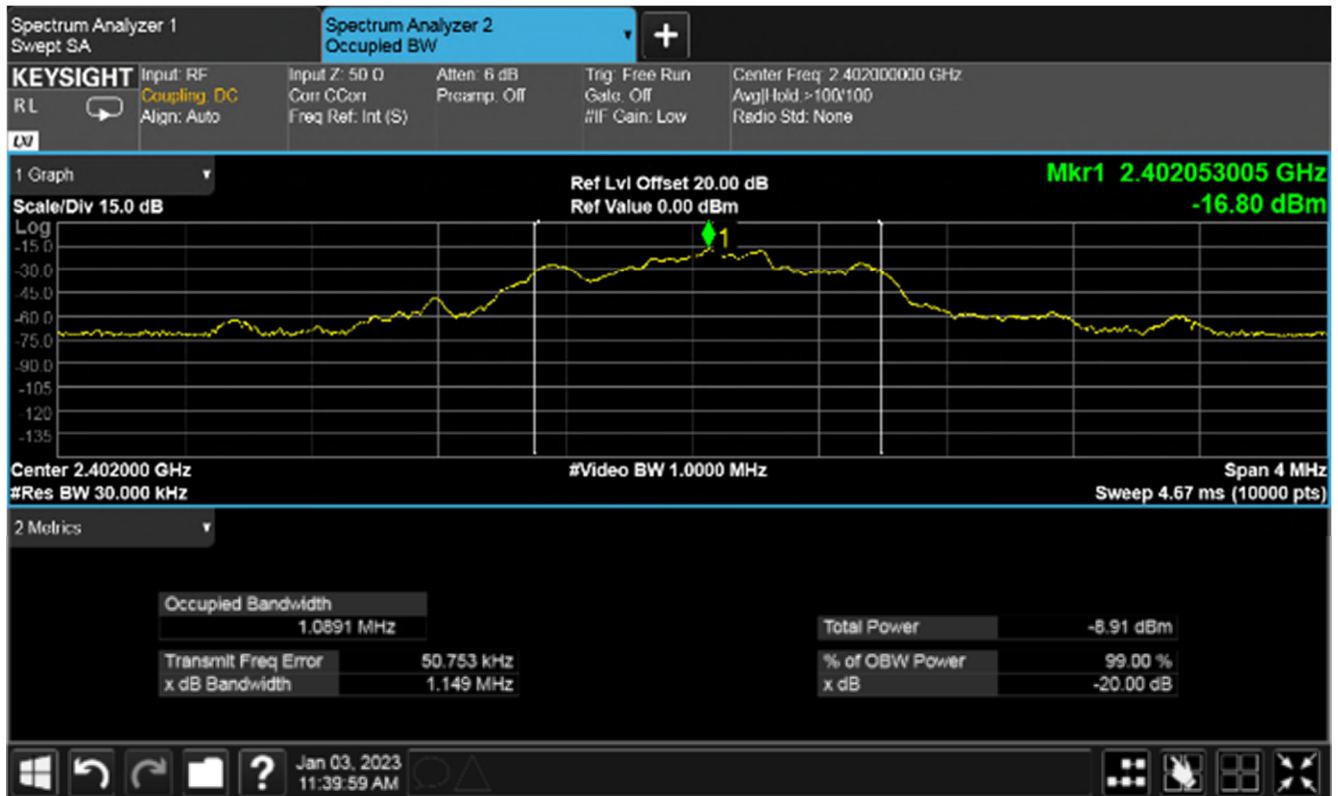 Spectrum Analyzer 1
Swept SA
Spectrum Analyzer 2
Occupied BW
+
KEYSIGHT
RL
LXI
Input: RF
Coupling: DC
Align: Auto
Input Z: 50 Ω
Corr CCorr
Freq Ref: Int (S)
Atten: 6 dB
Preamp: Off
Trig: Free Run
Gate: Off
#IF Gain: Low
Center Freq: 2.402000000 GHz
Avg|Hold:>100/100
Radio Std: None
1 Graph
Scale/Div 15.0 dB
Ref Lvl Offset 20.00 dB
Ref Value 0.00 dBm
Mkr1 2.402053005 GHz
-16.80 dBm
Log
-15.0
-30.0
-45.0
-60.0
-75.0
-90.0
-105
-120
-135
1
Center 2.402000 GHz
#Res BW 30.000 kHz
#Video BW 1.0000 MHz
Span 4 MHz
Sweep 4.67 ms (10000 pts)
2 Metrics
Occupied Bandwidth
1.0891 MHz
Transmit Freq Error 50.753 kHz
x dB Bandwidth 1.149 MHz
Total Power -8.91 dBm
% of OBW Power 99.00 %
x dB -20.00 dB
?
Jan 03, 2023
11:39:59 AM